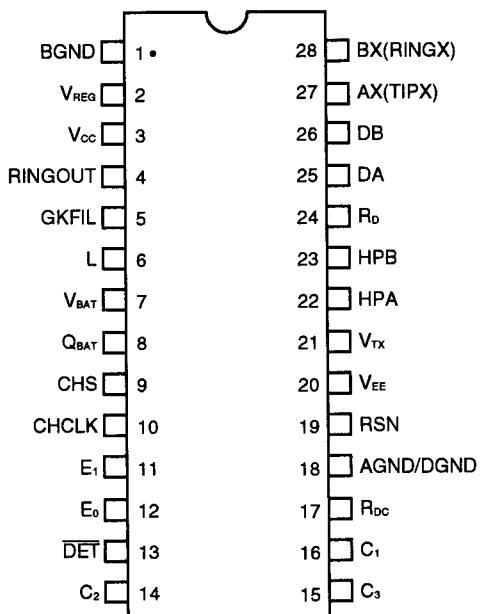 BGND 1 28 BX(RINGX)
VREG 2 27 AX(TIPX)
VCC 3 26 DB
RINGOUT 4 25 DA
GKFIL 5 24 RD
L 6 23 HPB
VBAT 7 22 HPA
QBAT 8 21 VTX
CHS 9 20 VEE
CHCLK 10 19 RSN
E1 11 18 AGND/DGND
E0 12 17 RDC
DET 13 16 C1
C2 14 15 C3